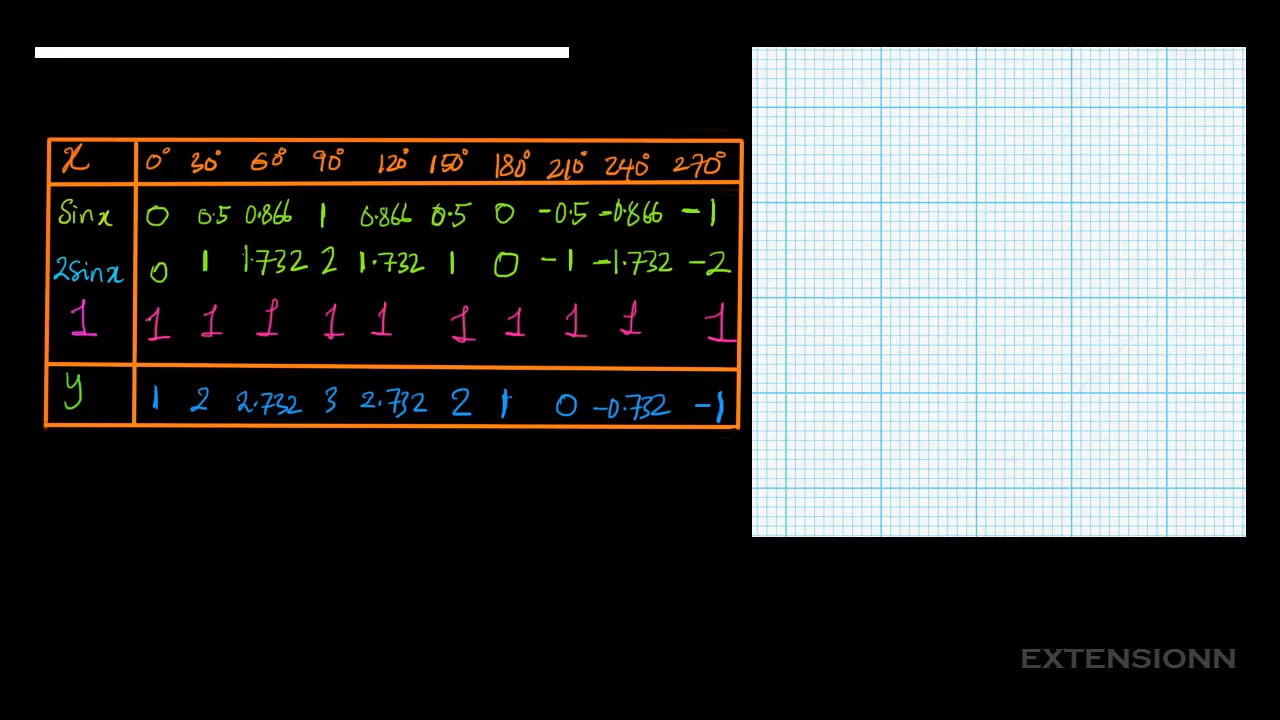 x 0° 30° 60° 90° 120° 150° 180° 210° 240° 270°
Sinx 0 0.5 0.866 1 0.866 0.5 0 -0.5 -0.866 -1
2Sinx 0 1 1.732 2 1.732 1 0 -1 -1.732 -2
1 1 1 1 1 1 1 1 1 1 1
y 1 2 2.732 3 2.732 2 1 0 -0.732 -1
EXTENSIONN